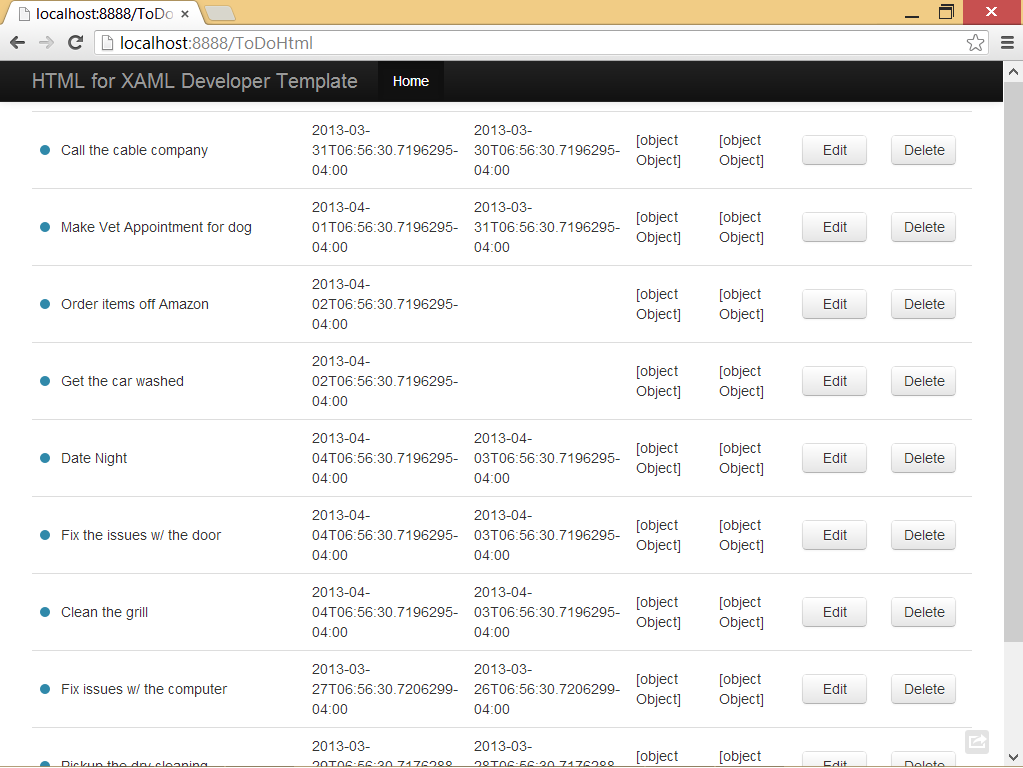 localhost:8888/ToDo
localhost:8888/ToDoHtml
HTML for XAML Developer Template Home
2013-03- 2013-03-
Call the cable company 31T06:56:30.7196295- 30T06:56:30.7196295- [object [object Edit Delete
04:00 04:00 Object] Object]
2013-04- 2013-03-
Make Vet Appointment for dog 01T06:56:30.7196295- 31T06:56:30.7196295- [object [object Edit Delete
04:00 04:00 Object] Object]
2013-04-
Order items off Amazon 02T06:56:30.7196295- [object [object Edit Delete
04:00 Object] Object]
2013-04-
Get the car washed 02T06:56:30.7196295- [object [object Edit Delete
04:00 Object] Object]
2013-04- 2013-04-
Date Night 04T06:56:30.7196295- 03T06:56:30.7196295- [object [object Edit Delete
04:00 04:00 Object] Object]
2013-04- 2013-04-
Fix the issues w/ the door 04T06:56:30.7196295- 03T06:56:30.7196295- [object [object Edit Delete
04:00 04:00 Object] Object]
2013-04- 2013-04-
Clean the grill 04T06:56:30.7196295- 03T06:56:30.7196295- [object [object Edit Delete
04:00 04:00 Object] Object]
2013-03- 2013-03-
Fix issues w/ the computer 27T06:56:30.7206299- 26T06:56:30.7206299- [object [object Edit Delete
04:00 04:00 Object] Object]
2013-03- 2013-03-
Pickup the dry cleaning [object [object Edit Delete